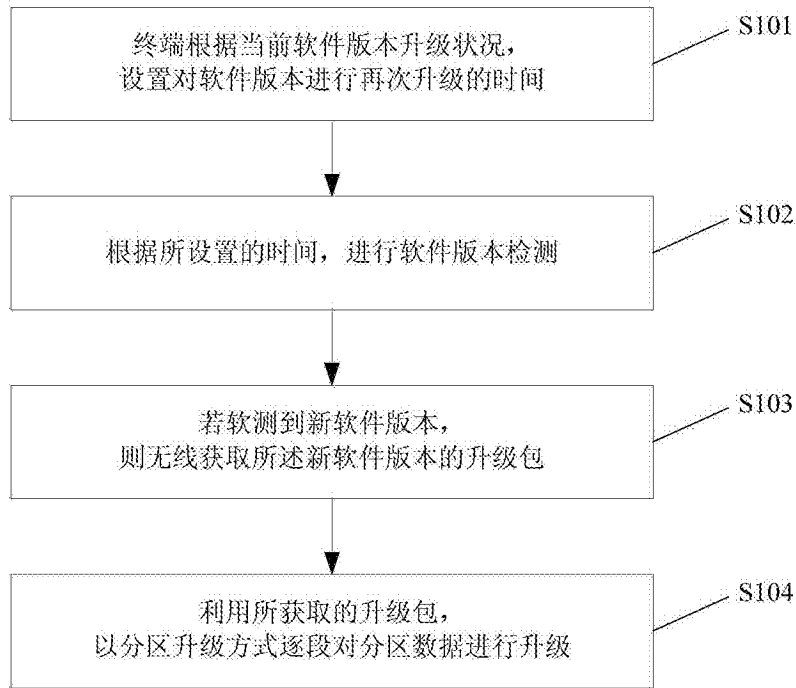 终端根据当前软件版本升级状况，
设置对软件版本进行再次升级的时间
S101
根据所设置的时间，进行软件版本检测
S102
若软测到新软件版本，
则无线获取所述新软件版本的升级包
S103
利用所获取的升级包，
以分区升级方式逐段对分区数据进行升级
S104